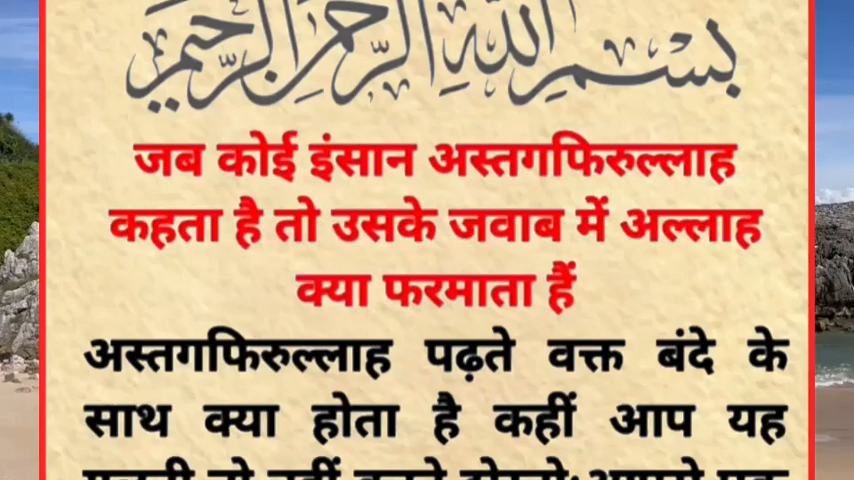 بسم الله الرحمن الرحيم
जब कोई इंसान अस्तगफिरुल्लाह
कहता है तो उसके जवाब में अल्लाह
क्या फरमाता हैं
अस्तगफिरुल्लाह पढ़ते वक्त बंदे के
साथ क्या होता है कहीं आप यह